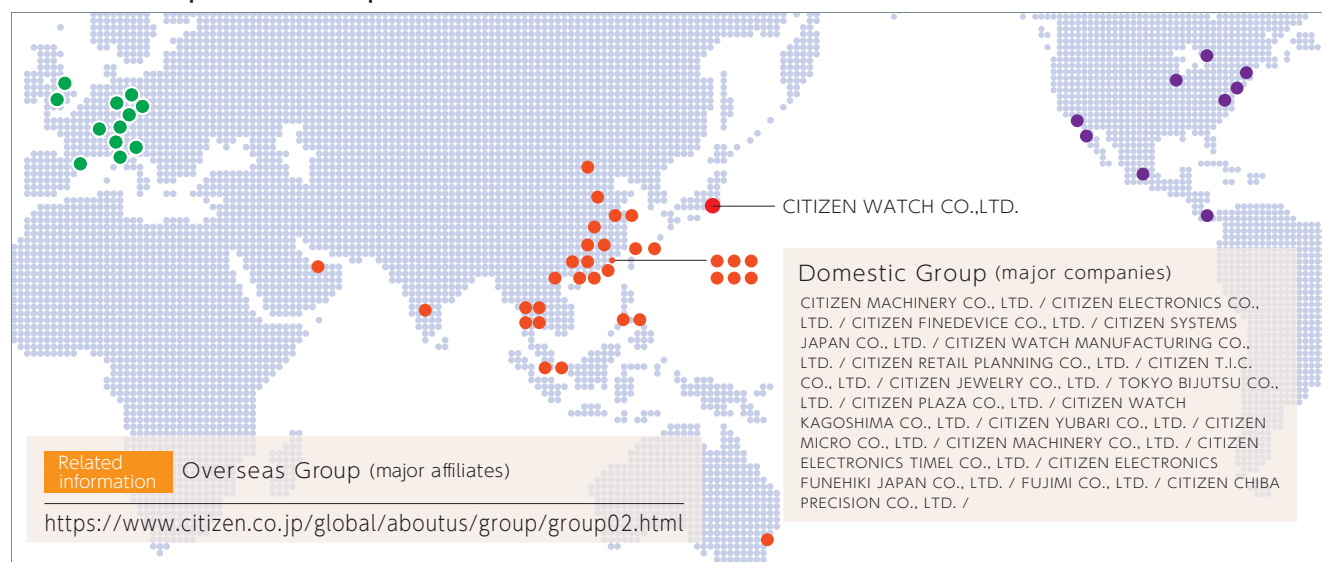 CITIZEN WATCH CO.,LTD.
Domestic Group (major companies)
CITIZEN MACHINERY CO., LTD. / CITIZEN ELECTRONICS CO.,
LTD. / CITIZEN FINEDEVICE CO., LTD. / CITIZEN SYSTEMS
JAPAN CO., LTD. / CITIZEN WATCH MANUFACTURING CO.,
LTD. / CITIZEN RETAIL PLANNING CO., LTD. / CITIZEN T.I.C.
CO., LTD. / CITIZEN JEWELRY CO., LTD. / TOKYO BIJUTSU CO.,
LTD. / CITIZEN PLAZA CO., LTD. / CITIZEN WATCH
KAGOSHIMA CO., LTD. / CITIZEN YUBARI CO., LTD. / CITIZEN
MICRO CO., LTD. / CITIZEN MACHINERY CO., LTD. / CITIZEN
ELECTRONICS TIMEL CO., LTD. / CITIZEN ELECTRONICS
FUNEHIKI JAPAN CO., LTD. / FUJIMI CO., LTD. / CITIZEN CHIBA
PRECISION CO., LTD. /
Related
information
Overseas Group (major affiliates)
https://www.citizen.co.jp/global/aboutus/group/group02.html